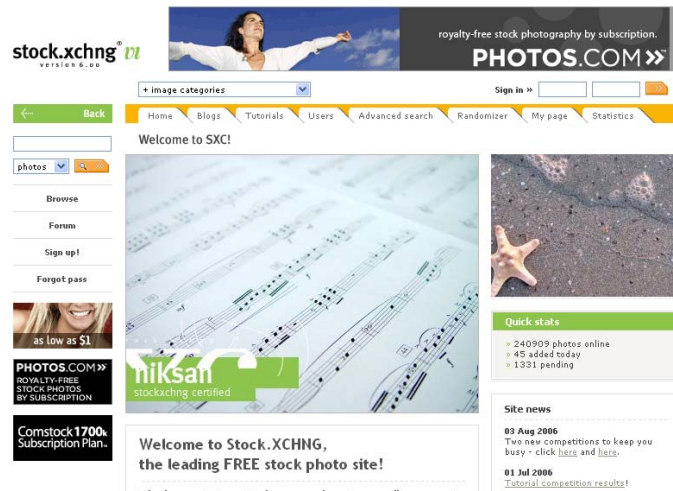 royalty-free stock photography by subscription.
PHOTOS.COM»
stock.xchng® vi
version 6.00
+ image categories
Sign in »
← Back
Home
Blogs
Tutorials
Users
Advanced search
Randomizer
My page
Statistics
Welcome to SXC!
photos
Browse
Forum
Sign up!
Forgot pass
as low as $1
PHOTOS.COM»
ROYALTY-FREE
STOCK PHOTOS
BY SUBSCRIPTION
Comstock 1700k
Subscription Plan™
niksan
stockxchng certified
Quick stats
» 240909 photos online
» 45 added today
» 1331 pending
Site news
03 Aug 2006
Two new competitions to keep you
busy - click here and here.
01 Jul 2006
Tutorial competition results!
Welcome to Stock.XCHNG,
the leading FREE stock photo site!